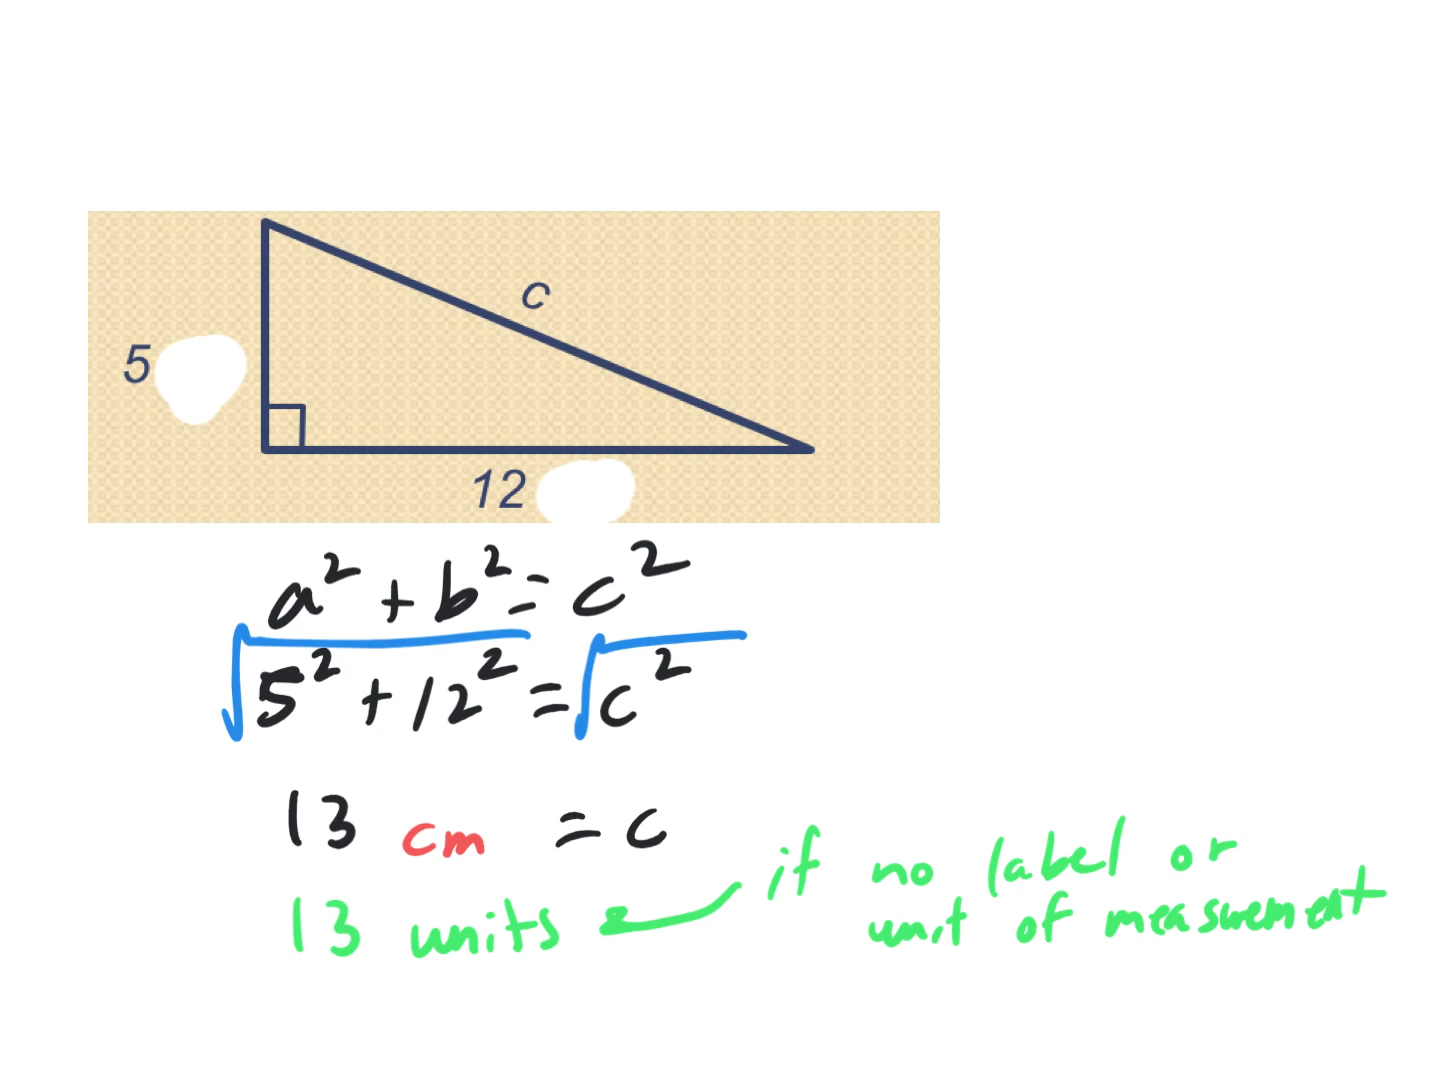 c
5
12
a² + b² = c²
√5² + 12² = √c²
13 cm = c
13 units
if no label or
unit of measurement